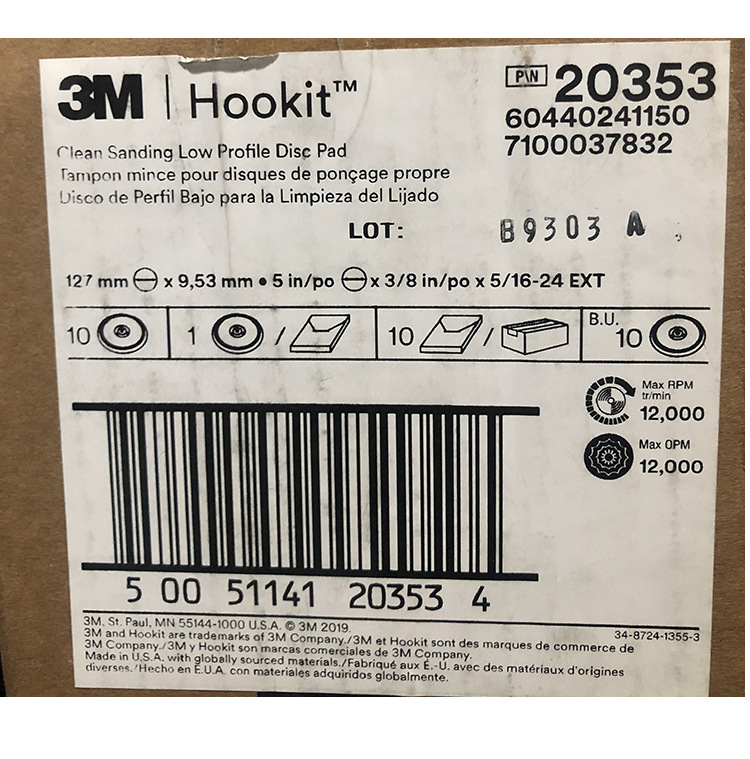 3M | Hookit™
P\N 20353
60440241150
7100037832
Clean Sanding Low Profile Disc Pad
Tampon mince pour disques de ponçage propre
Disco de Perfil Bajo para la Limpieza del Lijado
LOT: B9303 A
127 mm x 9,53 mm • 5 in/po x 3/8 in/po x 5/16-24 EXT
10 1 / 10 / B.U. 10
Max RPM
tr/min
12,000
Max OPM
12,000
5 00 51141 20353 4
3M, St. Paul, MN 55144-1000 U.S.A. © 3M 2019
34-8724-1355-3
3M and Hookit are trademarks of 3M Company./3M et Hookit sont des marques de commerce de
3M Company./3M y Hookit son marcas comerciales de 3M Company.
Made in U.S.A. with globally sourced materials./Fabriqué aux É.-U. avec des matériaux d'origines
diverses./Hecho en E.U.A. con materiales adquiridos globalmente.